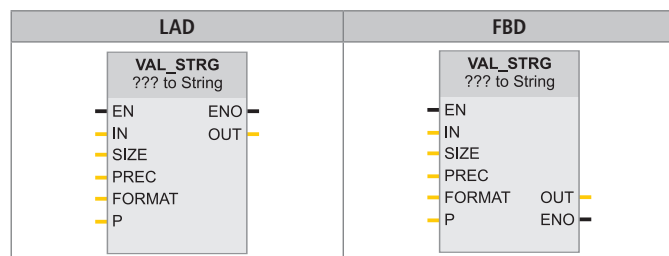 LAD FBD
VAL_STRG VAL_STRG
??? to String ??? to String
EN ENO EN
IN OUT IN
SIZE SIZE
PREC PREC
FORMAT FORMAT OUT
P P ENO